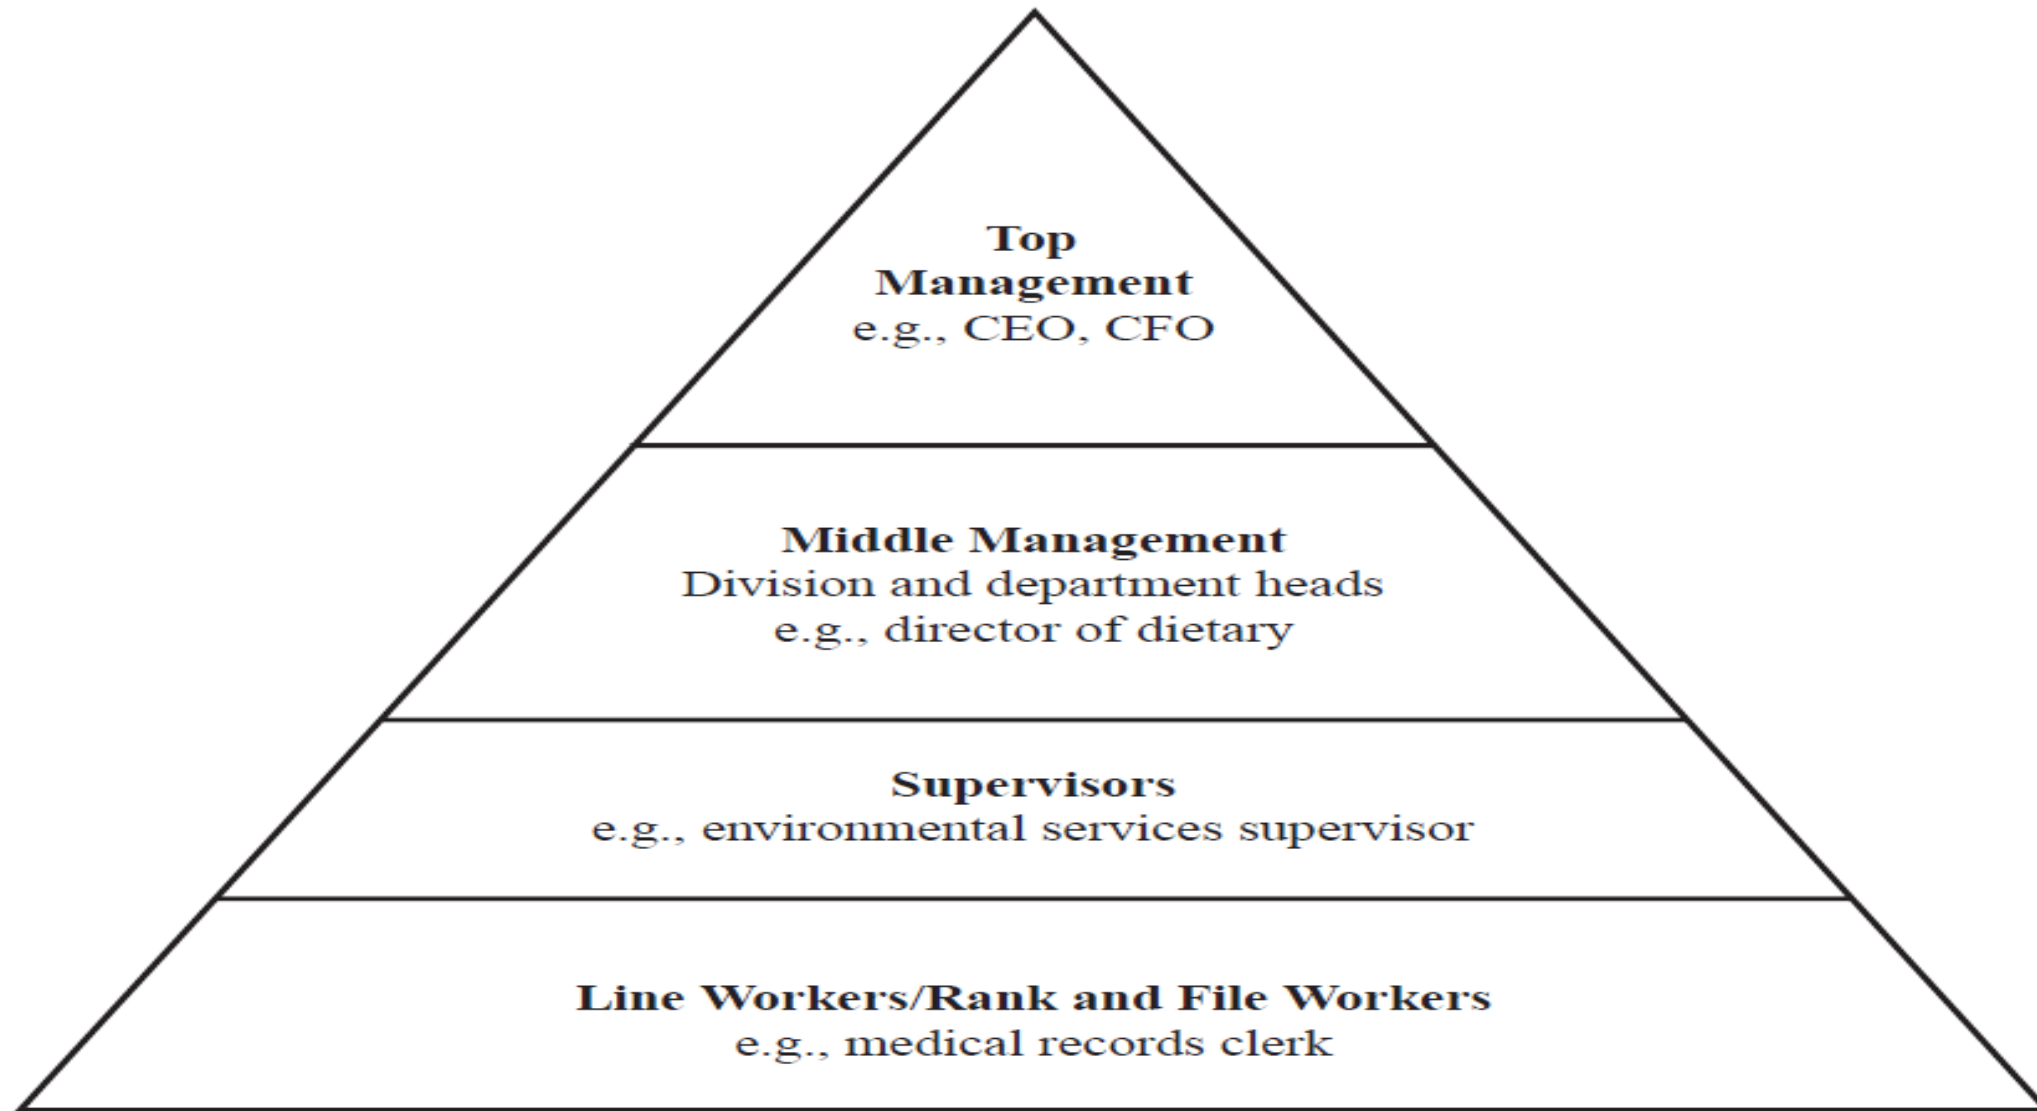 Top
Management
e.g., CEO, CFO
Middle Management
Division and department heads
e.g., director of dietary
Supervisors
e.g., environmental services supervisor
Line Workers/Rank and File Workers
e.g., medical records clerk